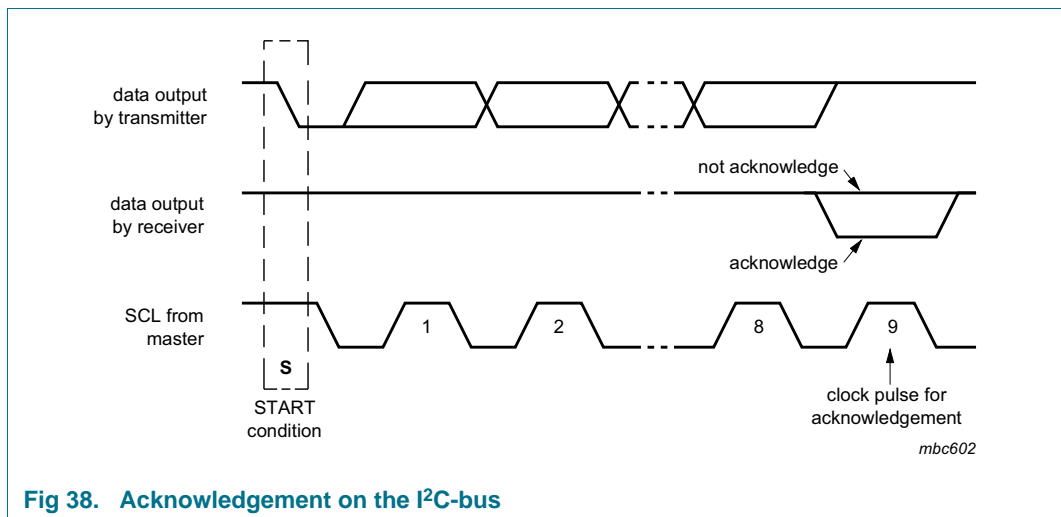 data output
by transmitter
not acknowledge
data output
by receiver
acknowledge
SCL from
master
1
2
8
9
S
START
condition
clock pulse for
acknowledgement
mbc602
Fig 38. Acknowledgement on the I²C-bus